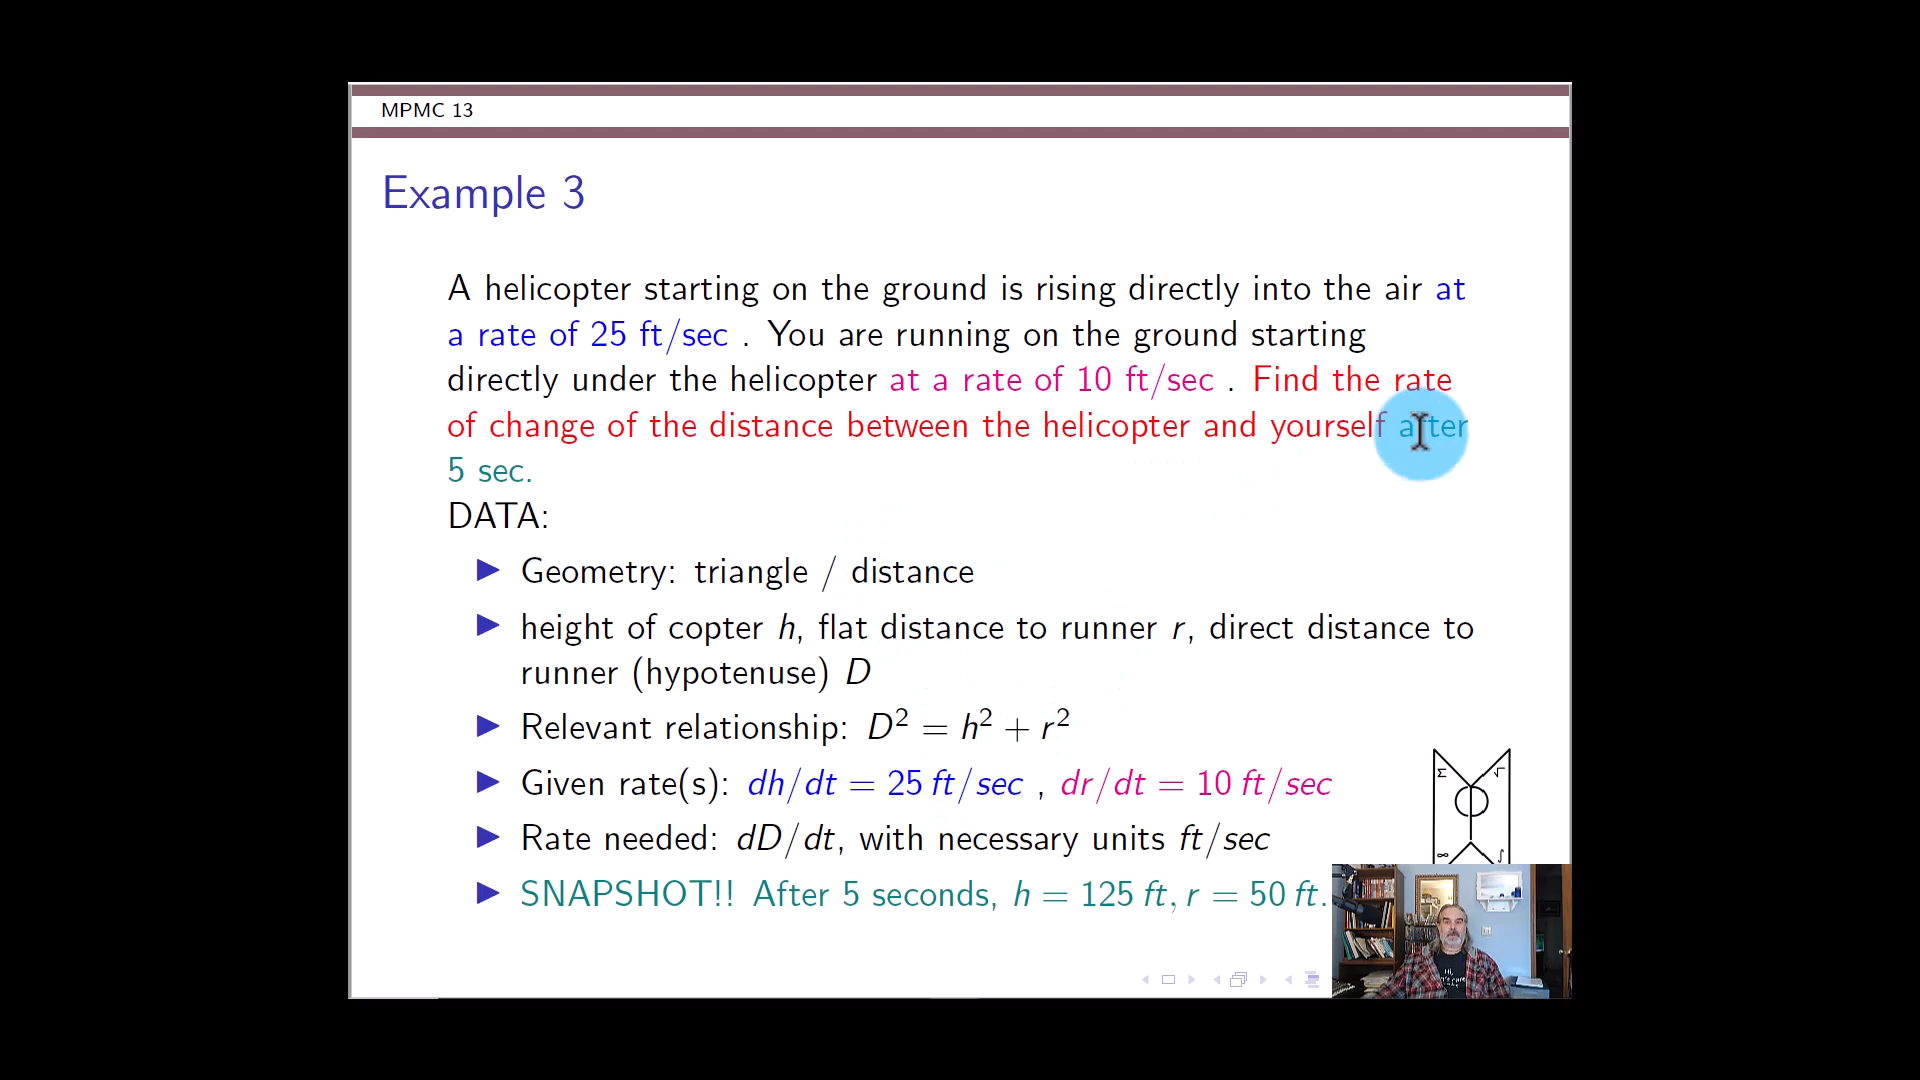 MPMC 13
Example 3
A helicopter starting on the ground is rising directly into the air at
a rate of 25 ft/sec . You are running on the ground starting
directly under the helicopter at a rate of 10 ft/sec . Find the rate
of change of the distance between the helicopter and yourself after
5 sec.
DATA:
▶ Geometry: triangle / distance
▶ height of copter h, flat distance to runner r, direct distance to
runner (hypotenuse) D
▶ Relevant relationship: D² = h² + r²
▶ Given rate(s): dh/dt = 25 ft/sec , dr/dt = 10 ft/sec
▶ Rate needed: dD/dt, with necessary units ft/sec
▶ SNAPSHOT!! After 5 seconds, h = 125 ft, r = 50 ft.
Σ √
∞ ∫